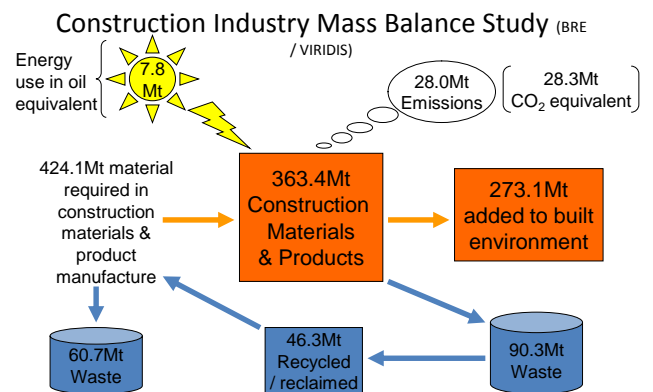 Construction Industry Mass Balance Study (BRE
/ VIRIDIS)
Energy
use in oil
equivalent
7.8
Mt
28.0Mt
Emissions
28.3Mt
CO₂ equivalent
424.1Mt material
required in
construction
materials &
product
manufacture
363.4Mt
Construction
Materials
& Products
273.1Mt
added to built
environment
60.7Mt
Waste
46.3Mt
Recycled
/ reclaimed
90.3Mt
Waste